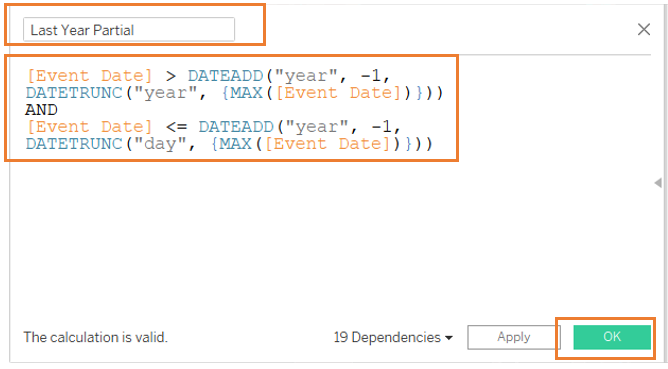 Last Year Partial
[Event Date] > DATEADD("year", -1,
DATETRUNC("year", {MAX([Event Date])}))
AND
[Event Date] <= DATEADD("year", -1,
DATETRUNC("day", {MAX([Event Date])}))
The calculation is valid.
19 Dependencies
Apply
OK